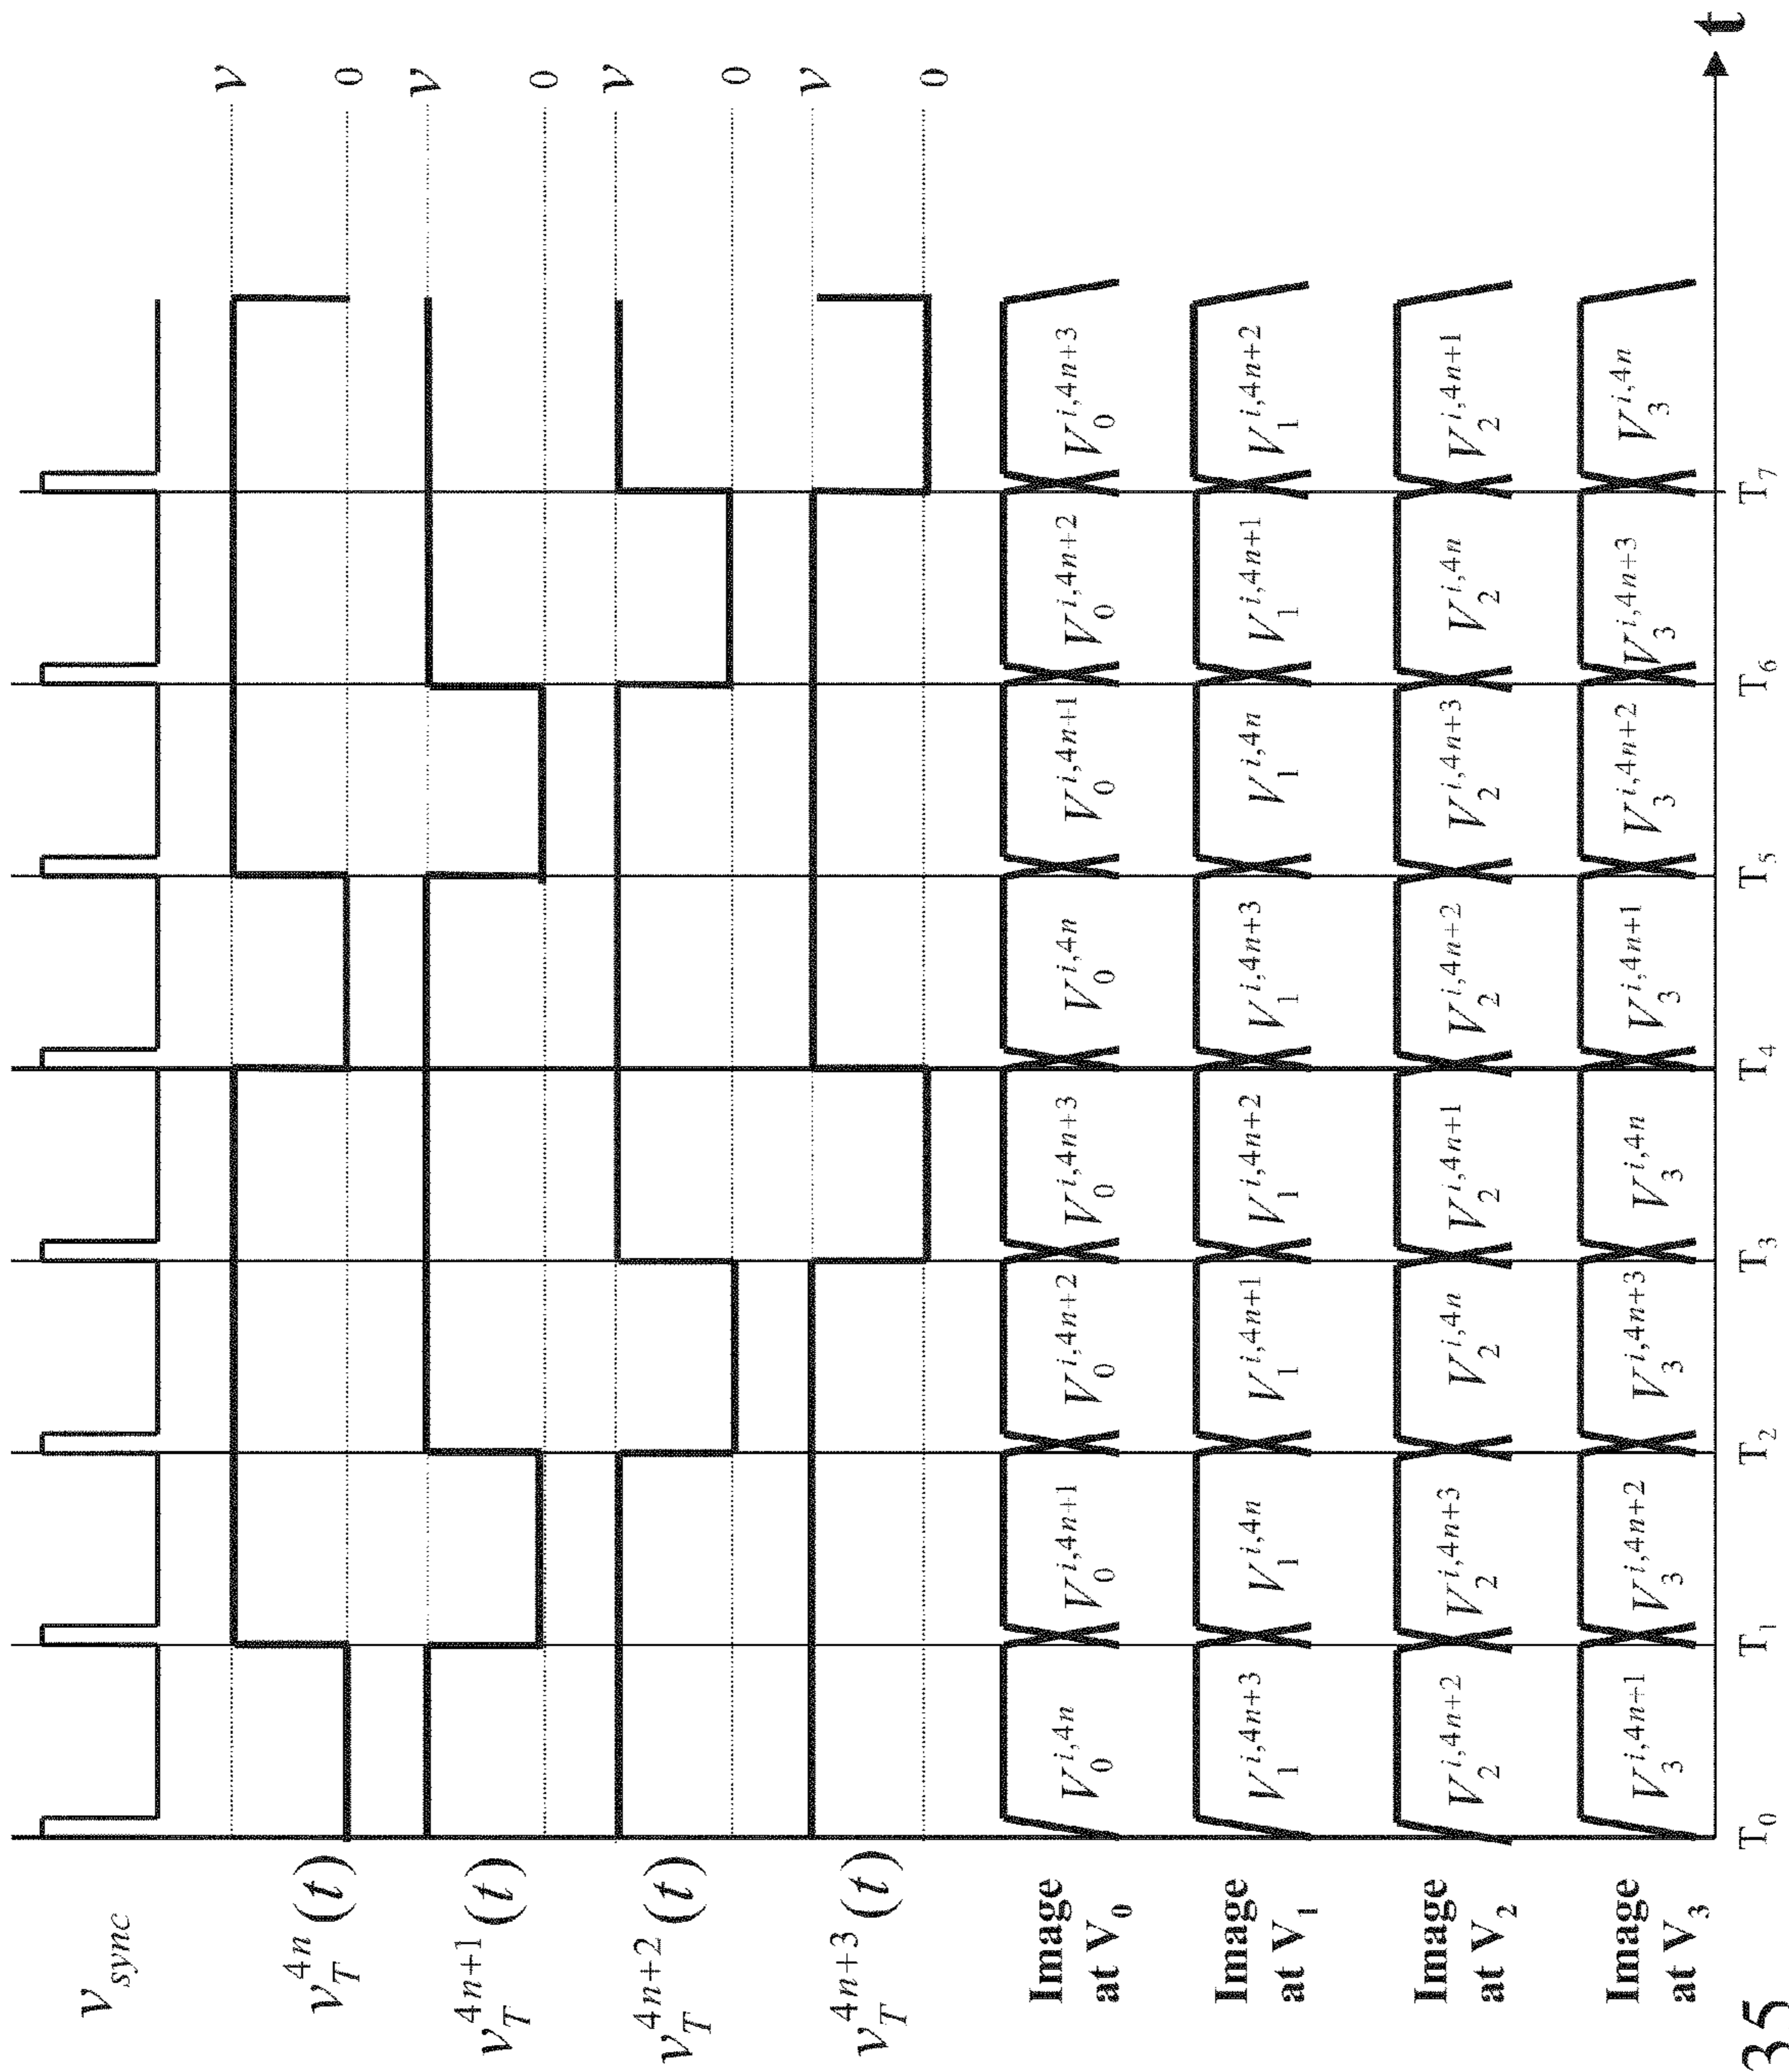 v_sync
v_T^{4n}(t) v 0
v_T^{4n+1}(t) v 0
v_T^{4n+2}(t) v 0
v_T^{4n+3}(t) v 0
Image
at V_0
V_0^{i,4n} V_0^{i,4n+1} V_0^{i,4n+2} V_0^{i,4n+3} V_0^{i,4n} V_0^{i,4n+1} V_0^{i,4n+2} V_0^{i,4n+3}
Image
at V_1
V_1^{i,4n+3} V_1^{i,4n} V_1^{i,4n+1} V_1^{i,4n+2} V_1^{i,4n+3} V_1^{i,4n} V_1^{i,4n+1} V_1^{i,4n+2}
Image
at V_2
V_2^{i,4n+2} V_2^{i,4n+3} V_2^{i,4n} V_2^{i,4n+1} V_2^{i,4n+2} V_2^{i,4n+3} V_2^{i,4n} V_2^{i,4n+1}
Image
at V_3
V_3^{i,4n+1} V_3^{i,4n+2} V_3^{i,4n+3} V_3^{i,4n} V_3^{i,4n+1} V_3^{i,4n+2} V_3^{i,4n+3} V_3^{i,4n}
T_0 T_1 T_2 T_3 T_4 T_5 T_6 T_7 t
35